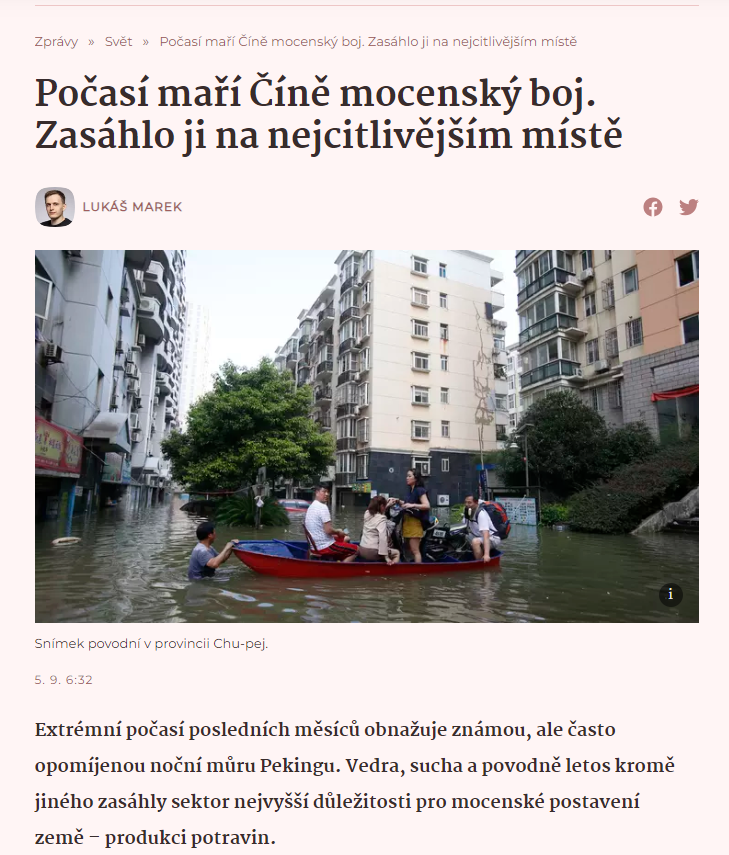 Zprávy » Svět » Počasí maří Číně mocenský boj. Zasáhlo ji na nejcitlivějším místě
Počasí maří Číně mocenský boj.
Zasáhlo ji na nejcitlivějším místě
LUKÁŠ MAREK
i
Snímek povodní v provincii Chu-pej.
5. 9. 6:32
Extrémní počasí posledních měsíců obnažuje známou, ale často
opomíjenou noční můru Pekingu. Vedra, sucha a povodně letos kromě
jiného zasáhly sektor nejvyšší důležitosti pro mocenské postavení
země – produkci potravin.